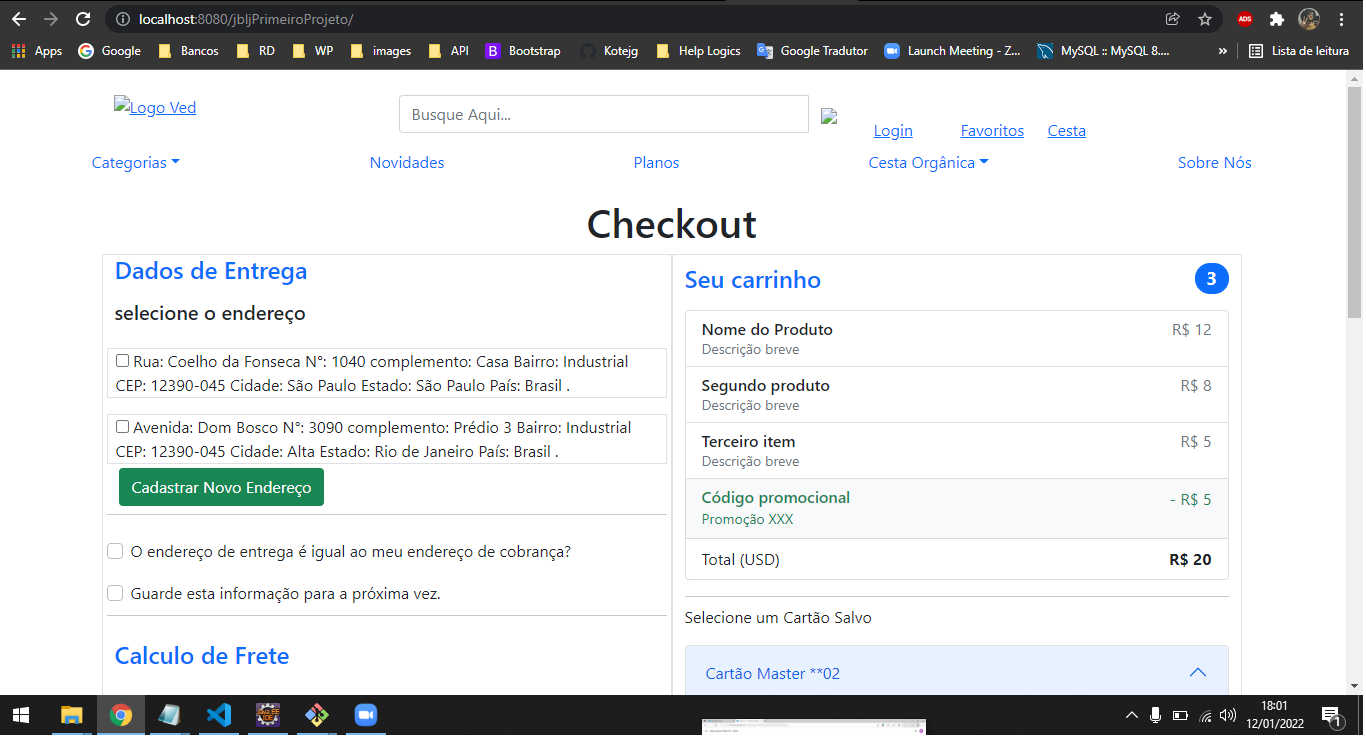 localhost:8080/jbljPrimeiroProjeto/
ADS
Apps Google Bancos RD WP images API B Bootstrap Kotejg Help Logics Google Tradutor Launch Meeting - Z... MySQL :: MySQL 8.... » Lista de leitura
Logo Ved
Busque Aqui...
Login Favoritos Cesta
Categorias Novidades Planos Cesta Orgânica Sobre Nós
Checkout
Dados de Entrega
selecione o endereço
Rua: Coelho da Fonseca N°: 1040 complemento: Casa Bairro: Industrial
CEP: 12390-045 Cidade: São Paulo Estado: São Paulo País: Brasil .
Avenida: Dom Bosco N°: 3090 complemento: Prédio 3 Bairro: Industrial
CEP: 12390-045 Cidade: Alta Estado: Rio de Janeiro País: Brasil .
Cadastrar Novo Endereço
O endereço de entrega é igual ao meu endereço de cobrança?
Guarde esta informação para a próxima vez.
Calculo de Frete
Seu carrinho 3
Nome do Produto R$ 12
Descrição breve
Segundo produto R$ 8
Descrição breve
Terceiro item R$ 5
Descrição breve
Código promocional - R$ 5
Promoção XXX
Total (USD) R$ 20
Selecione um Cartão Salvo
Cartão Master **02
Java EE
IDE
18:01
12/01/2022
1